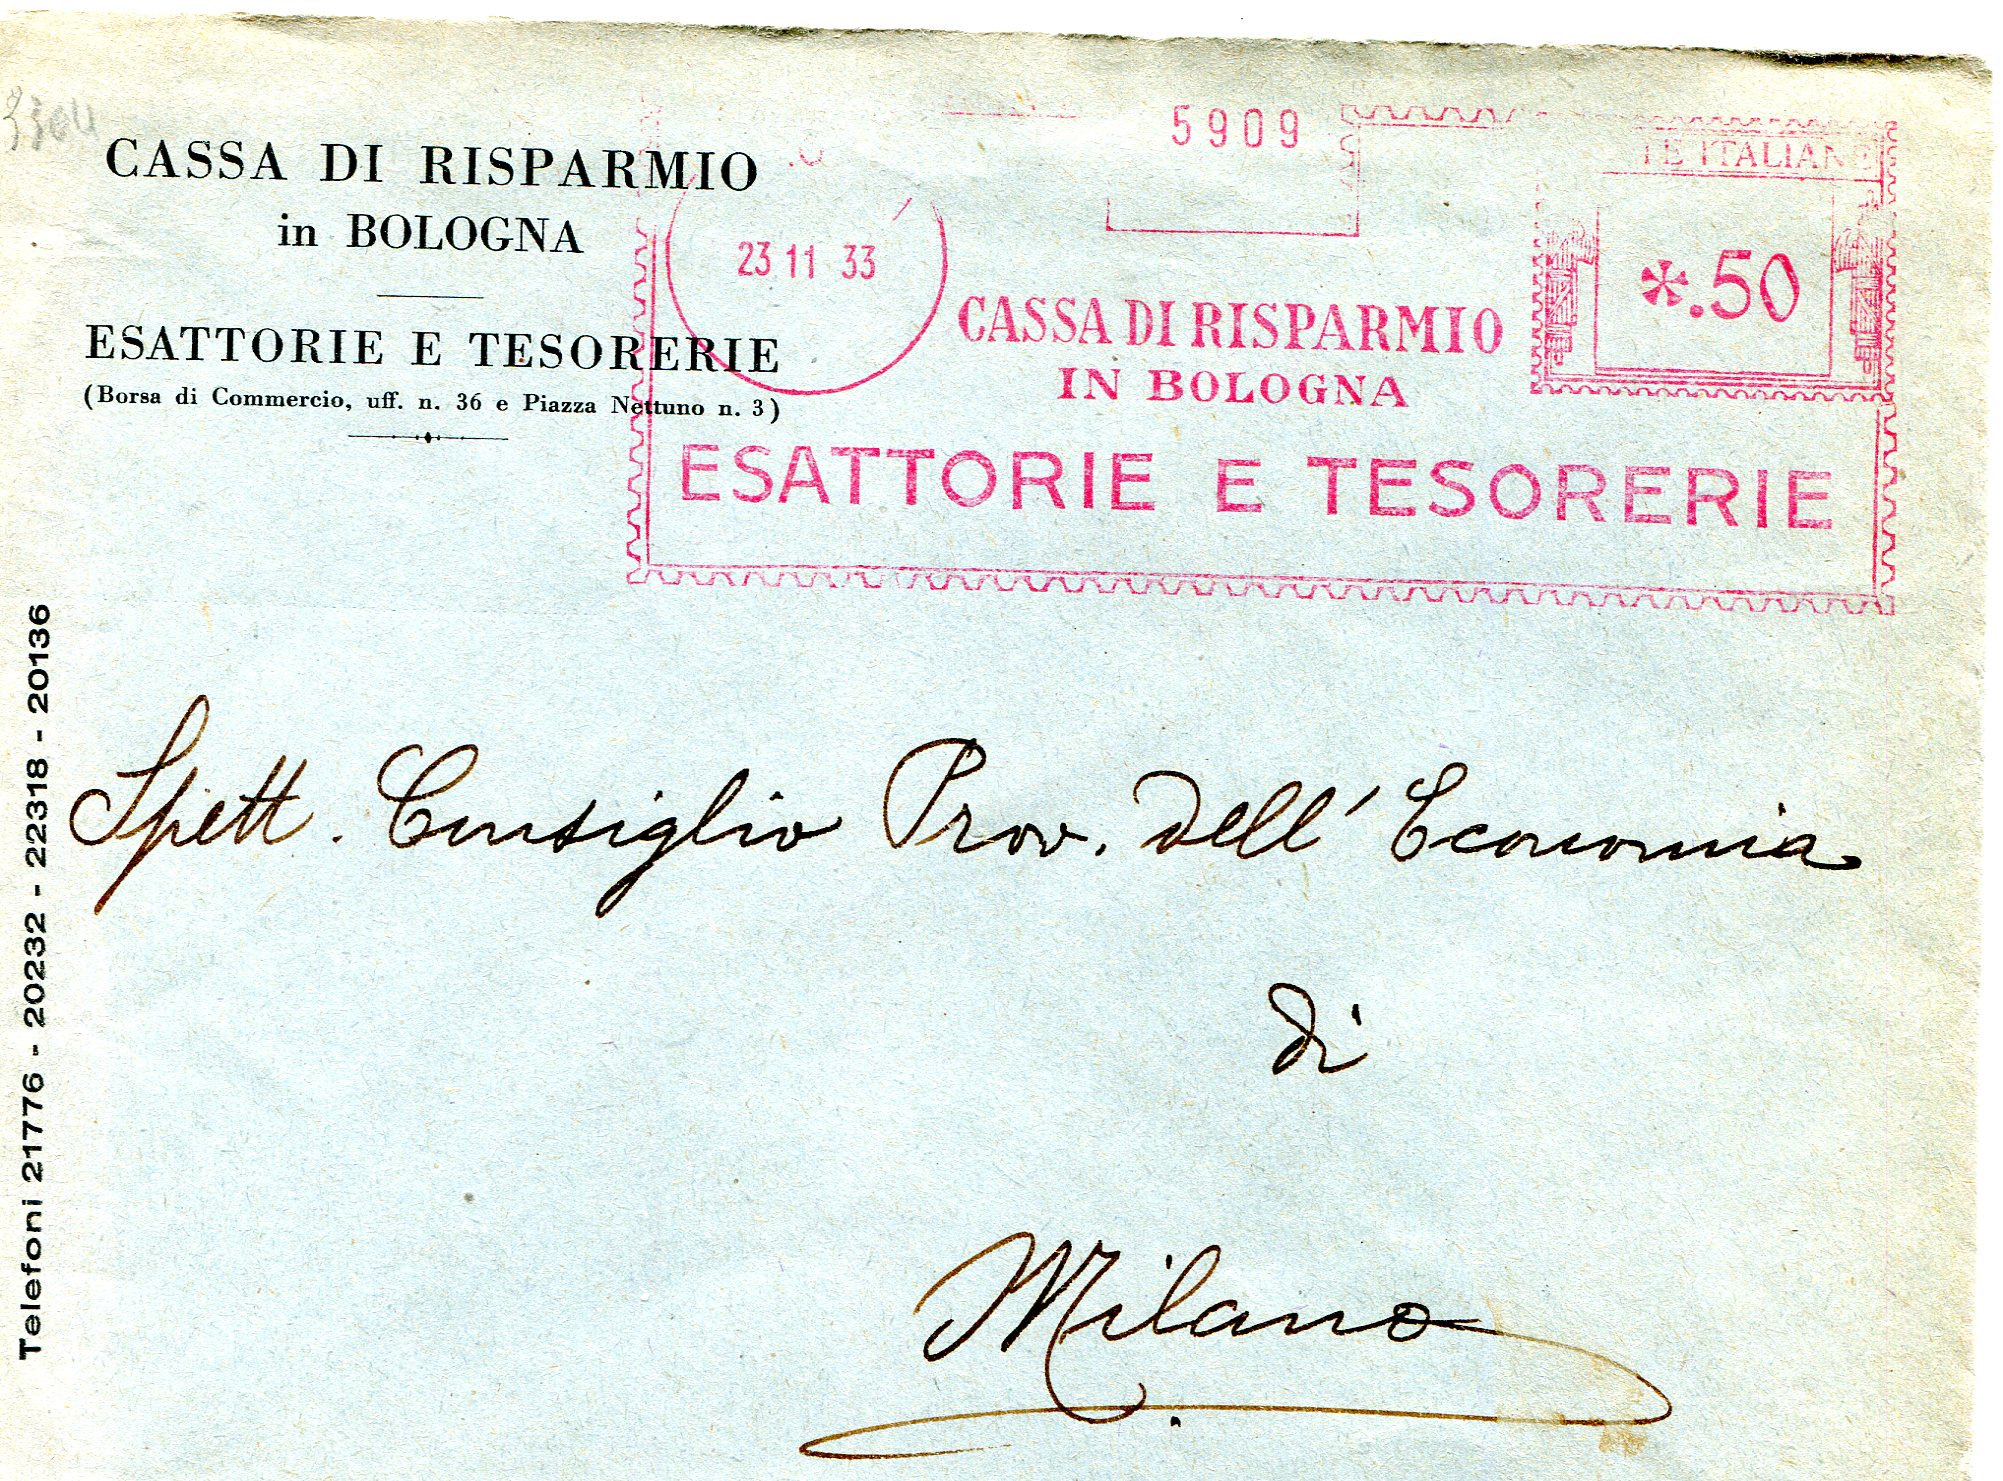 CASSA DI RISPARMIO
in BOLOGNA
ESATTORIE E TESORERIE
(Borsa di Commercio, uff. n. 36 e Piazza Nettuno n. 3)
5909
23 11 33
CASSA DI RISPARMIO
IN BOLOGNA
ESATTORIE E TESORERIE
TE ITALIANE
*.50
Telefoni 21776 - 20232 - 22318 - 20136
Spett. Consiglio Prov. dell' Economia
di
Milano